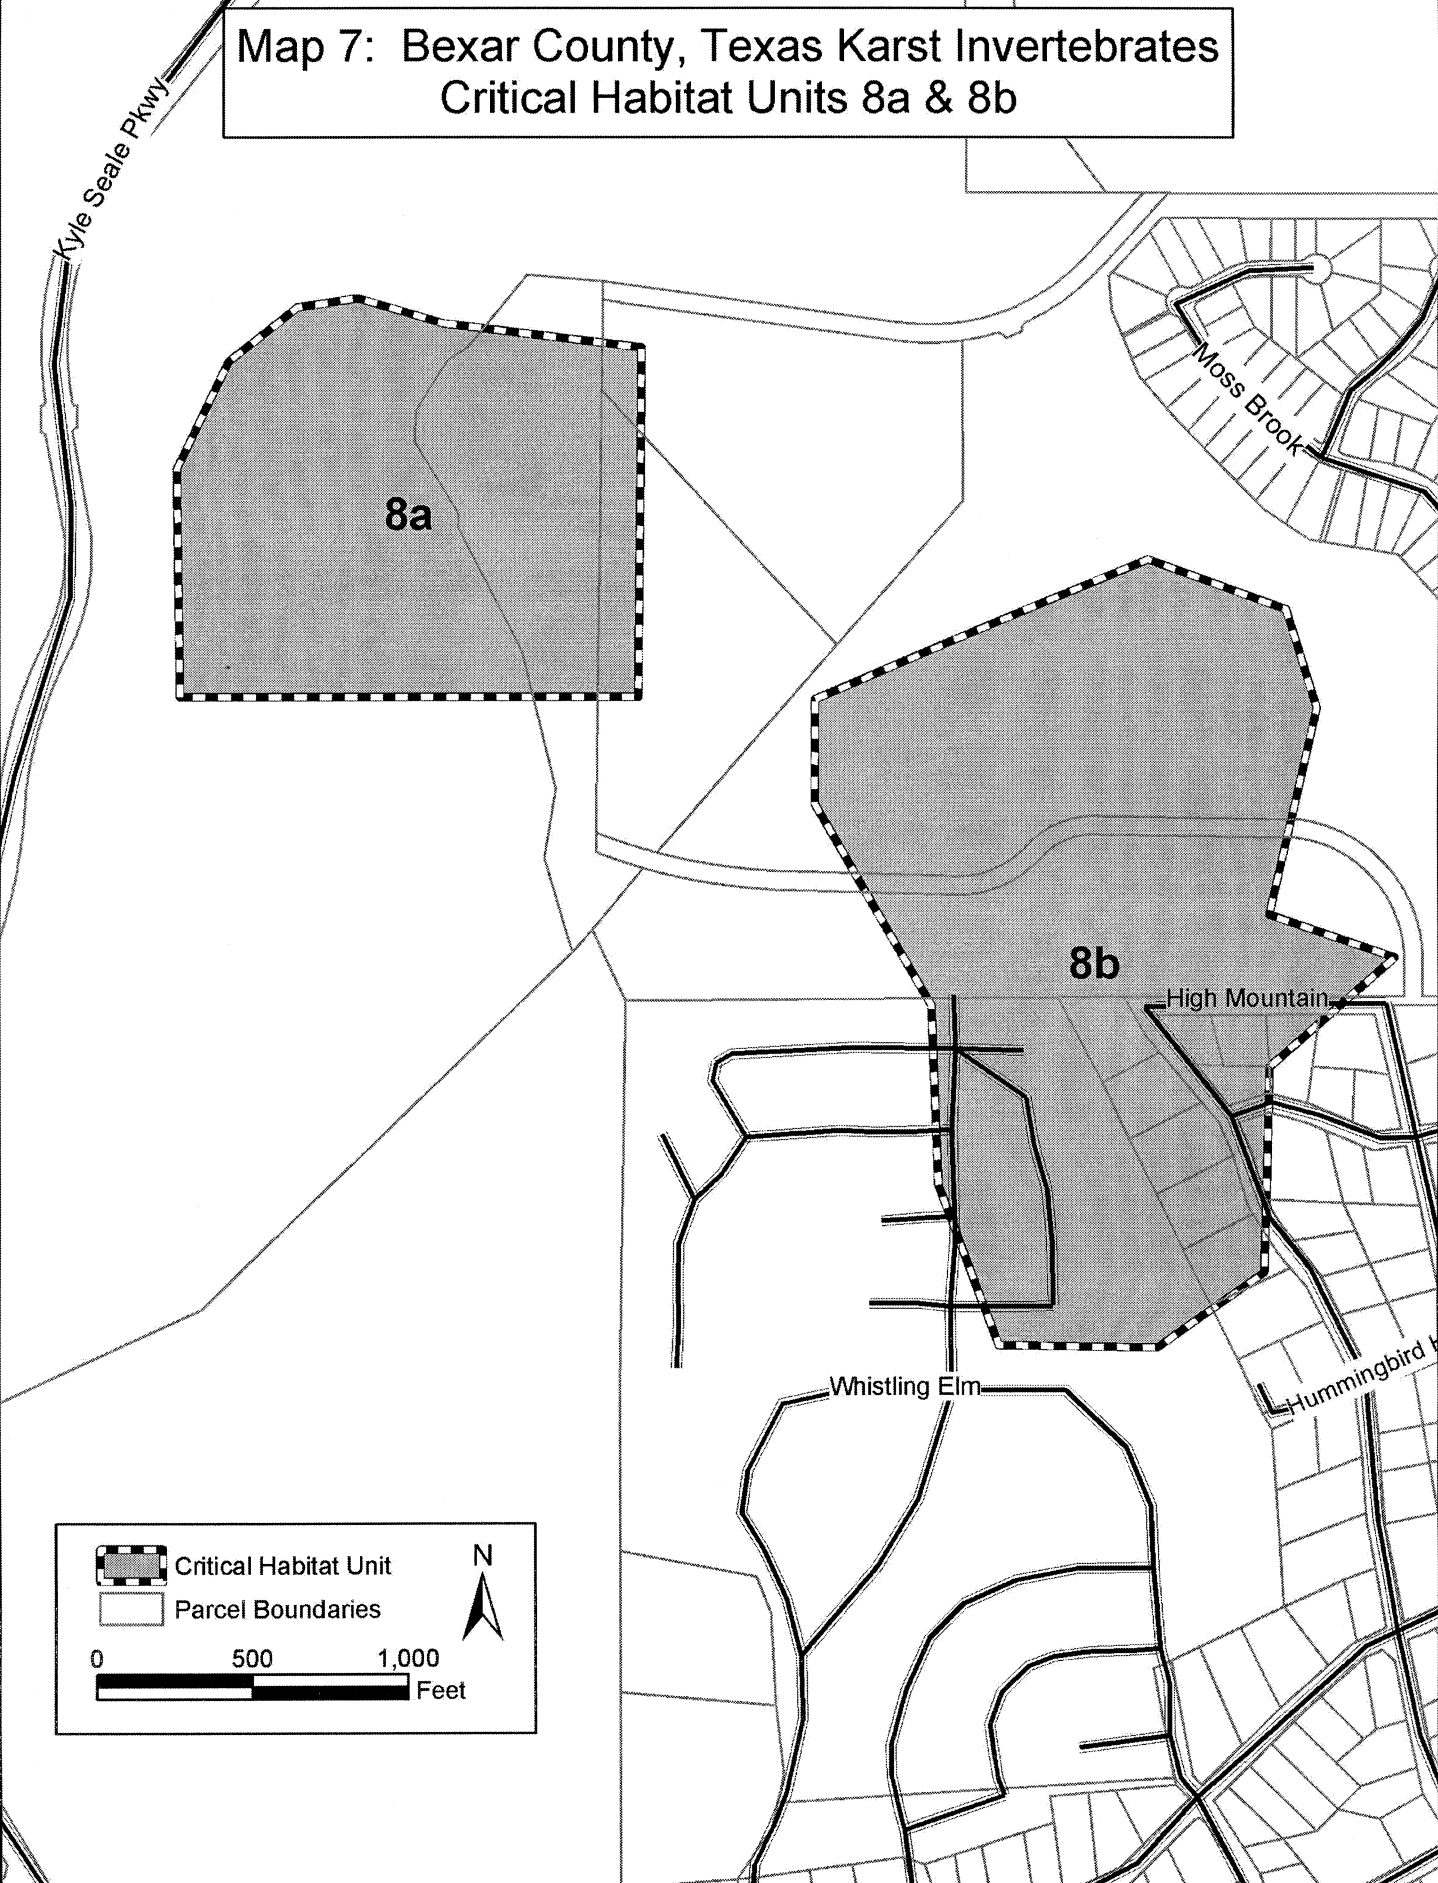 Map 7: Bexar County, Texas Karst Invertebrates
Critical Habitat Units 8a & 8b
Kyle Seale Pkwy
Moss Brook
8a
8b
High Mountain
Whistling Elm
Hummingbird H
Critical Habitat Unit
Parcel Boundaries
N
0 500 1,000
Feet